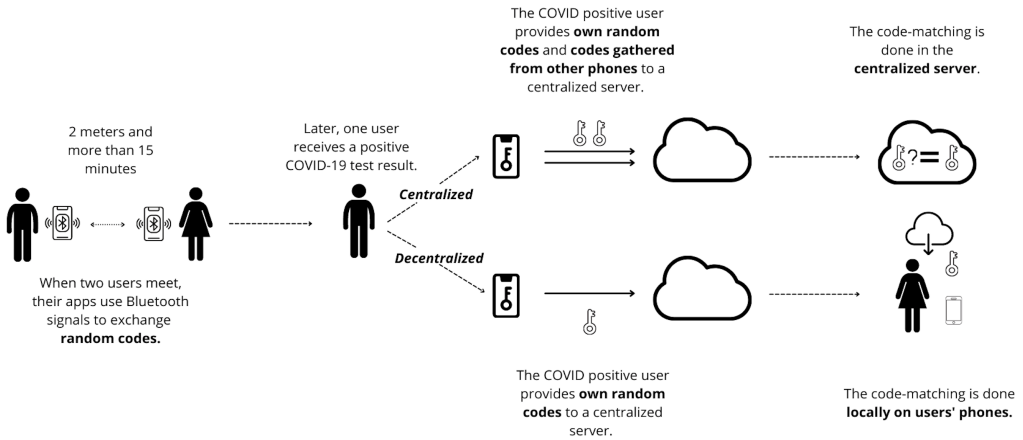 The COVID positive user
provides own random
codes and codes gathered
from other phones to a
centralized server.
The code-matching is
done in the
centralized server.
2 meters and
more than 15
minutes
Later, one user
receives a positive
COVID-19 test result.
Centralized
?=
Decentralized
When two users meet,
their apps use Bluetooth
signals to exchange
random codes.
The COVID positive user
provides own random
codes to a centralized
server.
The code-matching is done
locally on users' phones.